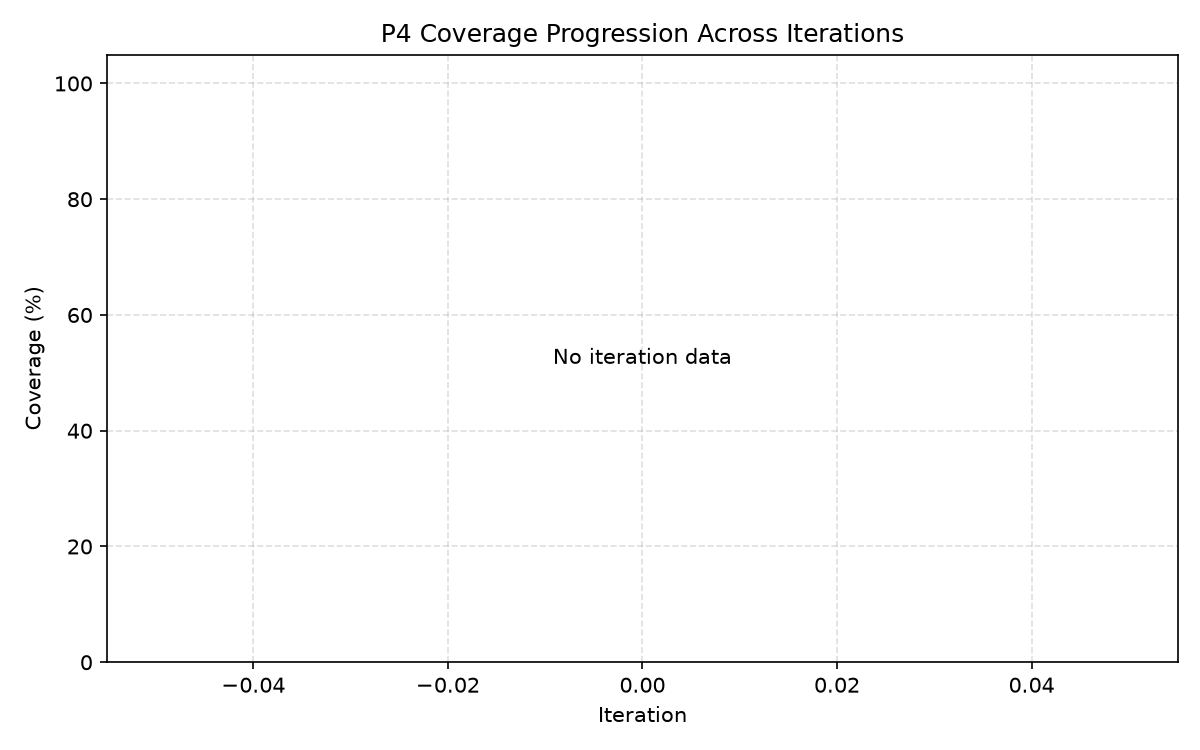 P4 Coverage Progression Across Iterations
100
80
60
40
20
0
Coverage (%)
No iteration data
−0.04
−0.02
0.00
0.02
0.04
Iteration